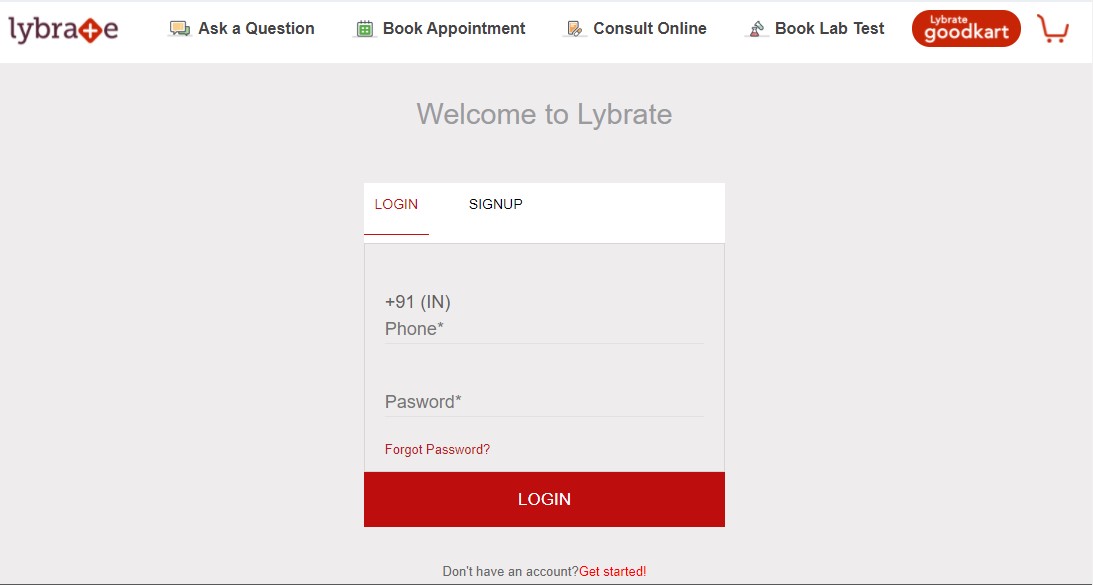 lybrate Ask a Question Book Appointment Consult Online Book Lab Test Lybrate goodkart
Welcome to Lybrate
LOGIN SIGNUP
+91 (IN)
Phone*
Pasword*
Forgot Password?
LOGIN
Don't have an account?Get started!